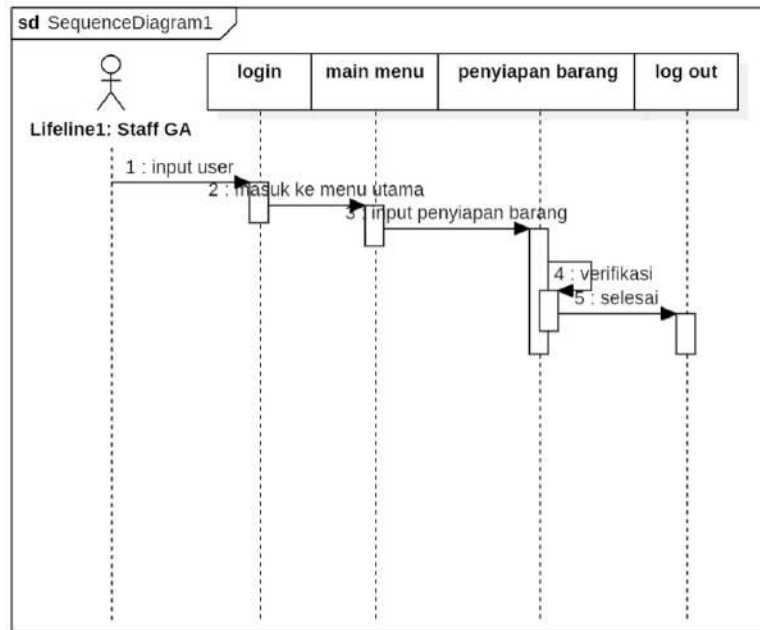 sd SequenceDiagram1
login
main menu
penyiapan barang
log out
Lifeline1: Staff GA
1 : input user
2 : masuk ke menu utama
3 : input penyiapan barang
4 : verifikasi
5 : selesai